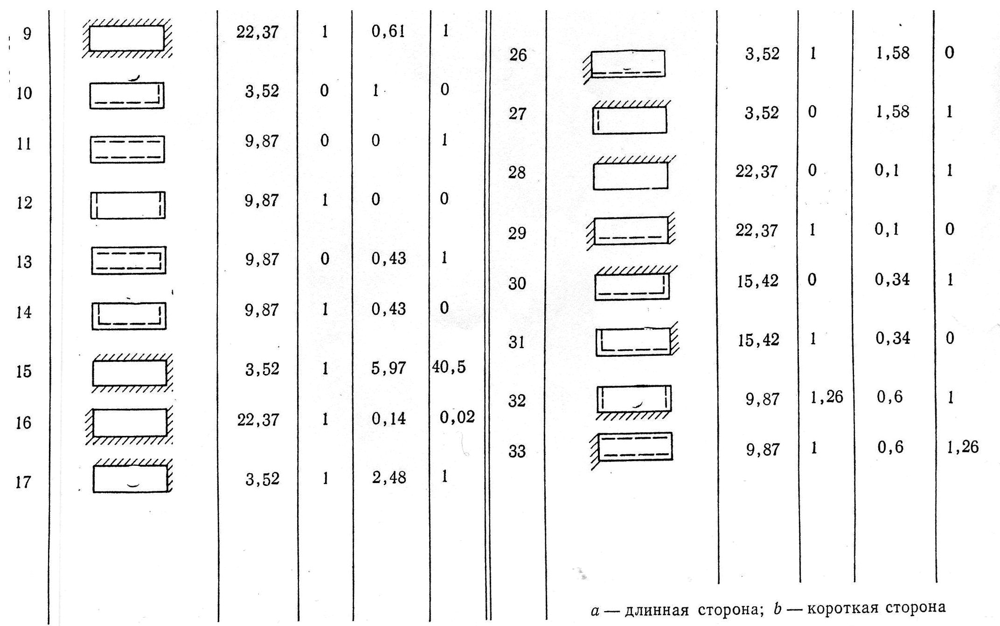 9 22,37 1 0,61 1
10 3,52 0 1 0
11 9,87 0 0 1
12 9,87 1 0 0
13 9,87 0 0,43 1
14 9,87 1 0,43 0
15 3,52 1 5,97 40,5
16 22,37 1 0,14 0,02
17 3,52 1 2,48 1
26 3,52 1 1,58 0
27 3,52 0 1,58 1
28 22,37 0 0,1 1
29 22,37 1 0,1 0
30 15,42 0 0,34 1
31 15,42 1 0,34 0
32 9,87 1,26 0,6 1
33 9,87 1 0,6 1,26
a — длинная сторона; b — короткая сторона